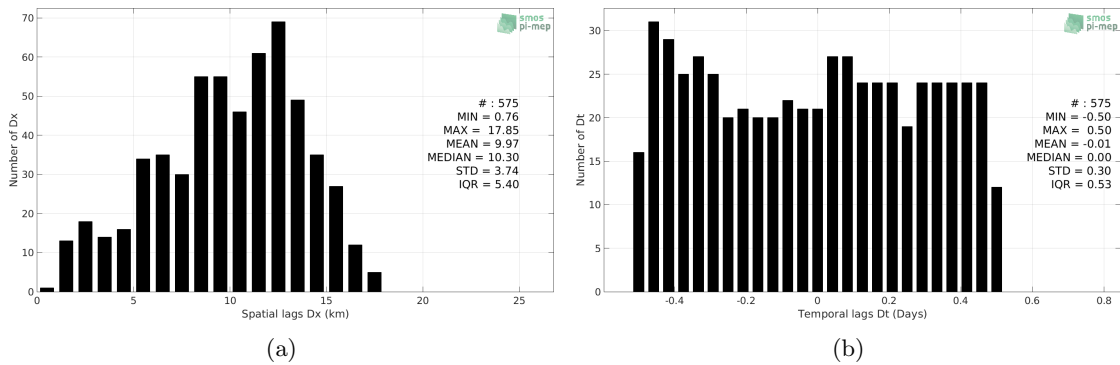 70
60
50
40
30
20
10
0
0
5
10
15
20
25
Number of Dx
Spatial lags Dx (km)
smos
pi-mep
# : 575
MIN = 0.76
MAX = 17.85
MEAN = 9.97
MEDIAN = 10.30
STD = 3.74
IQR = 5.40
(a)
30
25
20
15
10
5
0
-0.4
-0.2
0
0.2
0.4
0.6
0.8
Number of Dt
Temporal lags Dt (Days)
smos
pi-mep
# : 575
MIN = -0.50
MAX = 0.50
MEAN = -0.01
MEDIAN = 0.00
STD = 0.30
IQR = 0.53
(b)